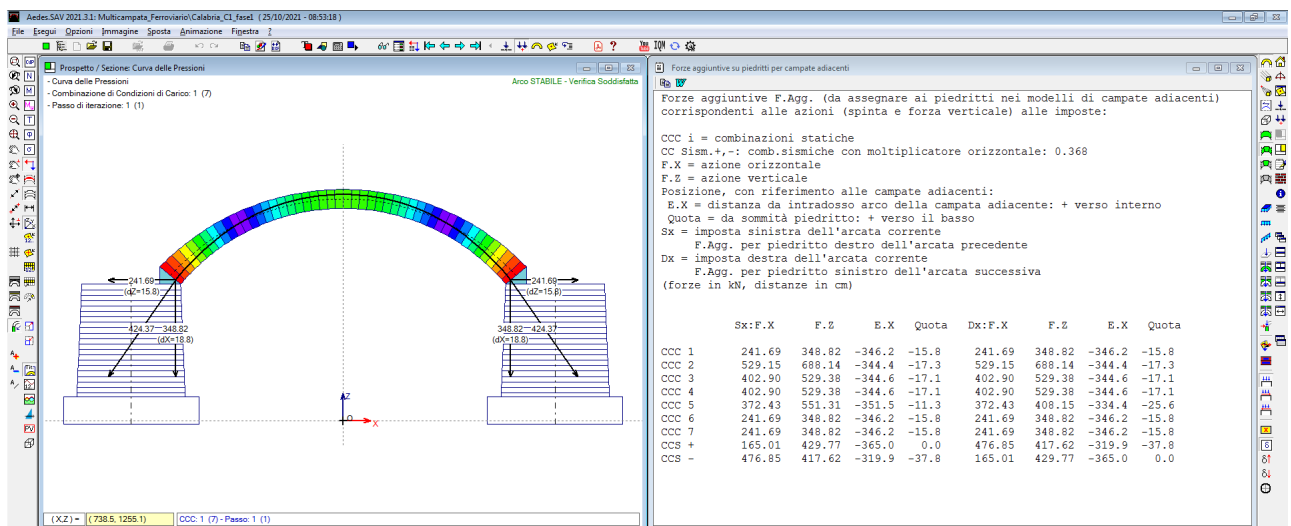 Aedes.SAV 2021.3.1: Multicampata_Ferroviario\Calabria_C1_fase1 ( 25/10/2021 - 08:53:18 )
File Esegui Opzioni Immagine Sposta Animazione Finestra ?
Prospetto / Sezione: Curva delle Pressioni
- Curva delle Pressioni
Arco STABILE - Verifica Soddisfatta
- Combinazione di Condizioni di Carico: 1 (7)
- Passo di iterazione: 1 (1)
241.69 241.69
(dZ=15.8) (dZ=15.8)
424.37 348.82 348.82 424.37
(dX=18.8) (dX=18.8)
Z
X
(X,Z) = (738.5, 1255.1) CCC: 1 (7) - Passo: 1 (1)
Forze aggiuntive su piedritti per campate adiacenti
Forze aggiuntive F.Agg. (da assegnare ai piedritti nei modelli di campate adiacenti)
corrispondenti alle azioni (spinta e forza verticale) alle imposte:
CCC i = combinazioni statiche
CC Sism.+,-: comb.sismiche con moltiplicatore orizzontale: 0.368
F.X = azione orizzontale
F.Z = azione verticale
Posizione, con riferimento alle campate adiacenti:
E.X = distanza da intradosso arco della campata adiacente: + verso interno
Quota = da sommità piedritto: + verso il basso
Sx = imposta sinistra dell'arcata corrente
F.Agg. per piedritto destro dell'arcata precedente
Dx = imposta destra dell'arcata corrente
F.Agg. per piedritto sinistro dell'arcata successiva
(forze in kN, distanze in cm)
Sx:F.X F.Z E.X Quota Dx:F.X F.Z E.X Quota
CCC 1 241.69 348.82 -346.2 -15.8 241.69 348.82 -346.2 -15.8
CCC 2 529.15 688.14 -344.4 -17.3 529.15 688.14 -344.4 -17.3
CCC 3 402.90 529.38 -344.6 -17.1 402.90 529.38 -344.6 -17.1
CCC 4 402.90 529.38 -344.6 -17.1 402.90 529.38 -344.6 -17.1
CCC 5 372.43 551.31 -351.5 -11.3 372.43 408.15 -334.4 -25.6
CCC 6 241.69 348.82 -346.2 -15.8 241.69 348.82 -346.2 -15.8
CCC 7 241.69 348.82 -346.2 -15.8 241.69 348.82 -346.2 -15.8
CCS + 165.01 429.77 -365.0 0.0 476.85 417.62 -319.9 -37.8
CCS - 476.85 417.62 -319.9 -37.8 165.01 429.77 -365.0 0.0